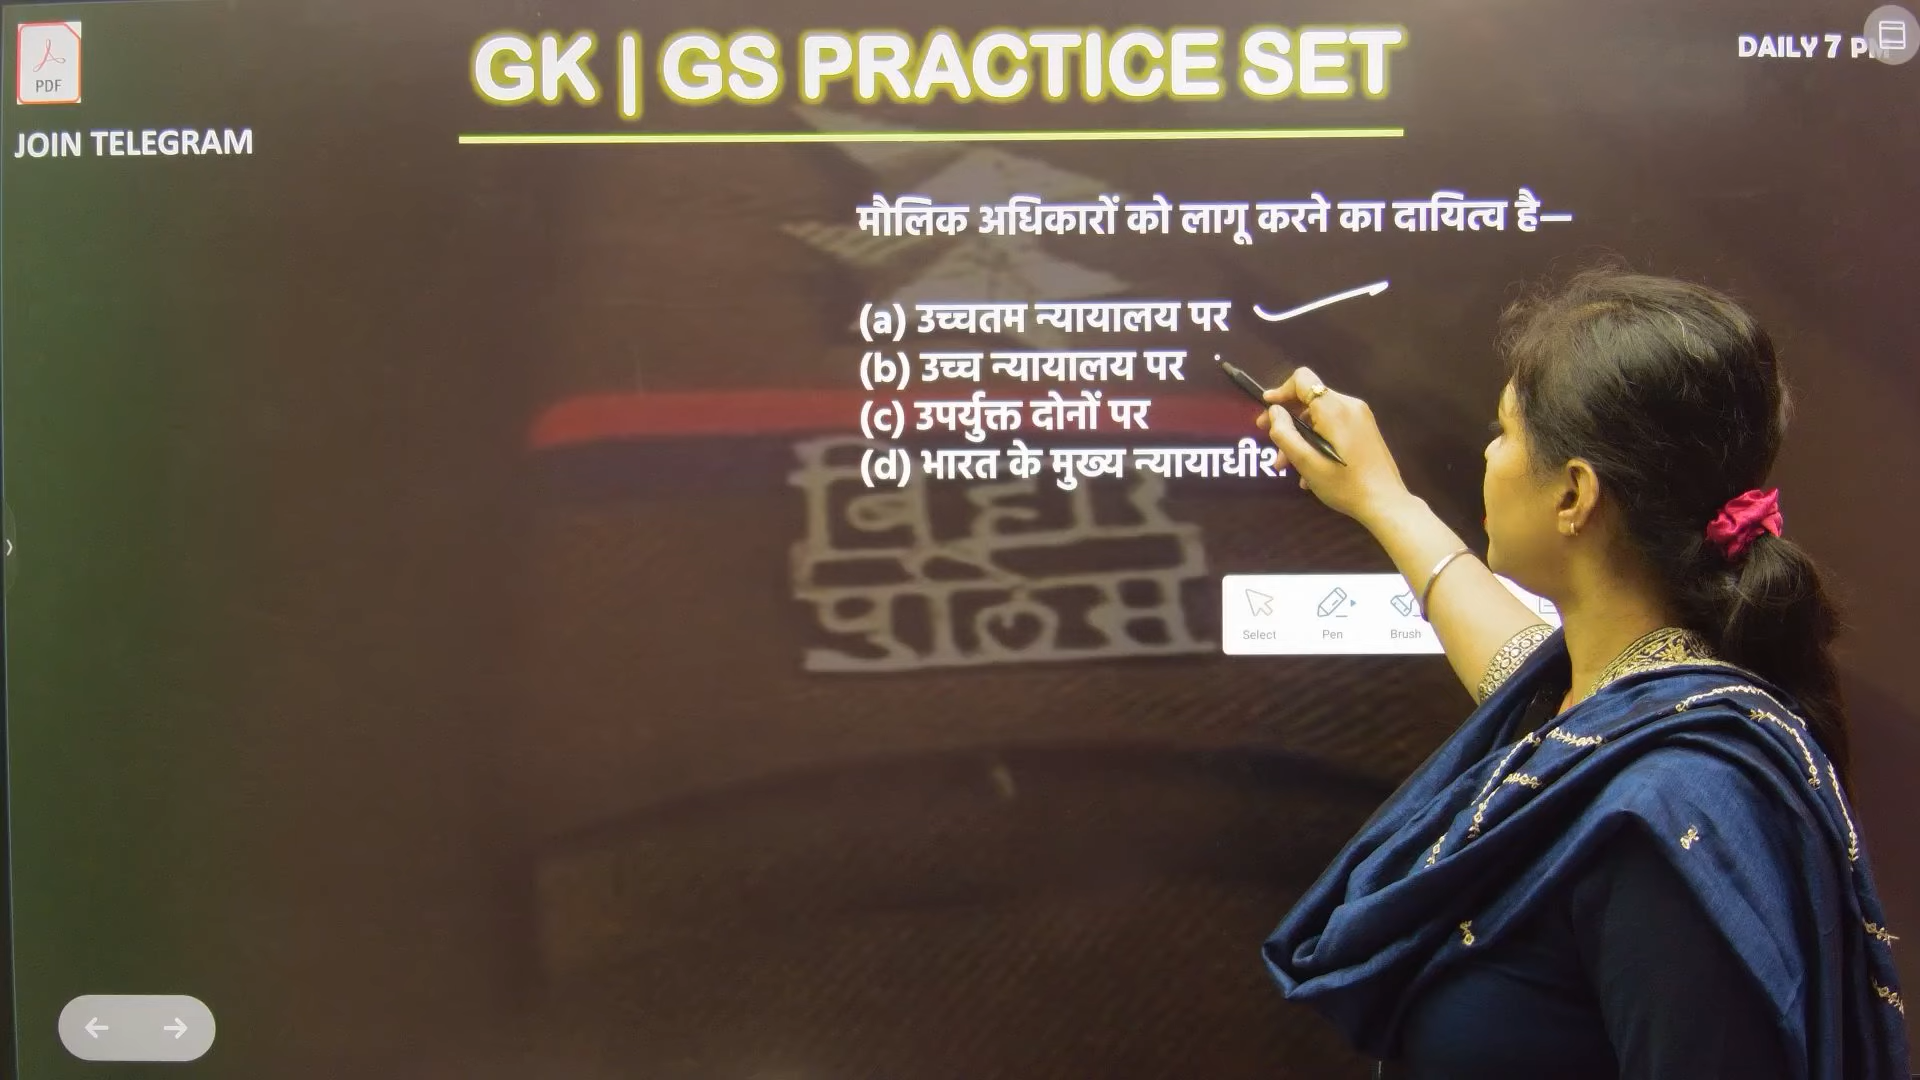 GK | GS PRACTICE SET
DAILY 7
PDF
JOIN TELEGRAM
मौलिक अधिकारों को लागू करने का दायित्व है—
(a) उच्चतम न्यायालय पर
(b) उच्च न्यायालय पर
(c) उपर्युक्त दोनों पर
(d) भारत के मुख्य
बिहार
पुलिस
Select
Pen
Brush